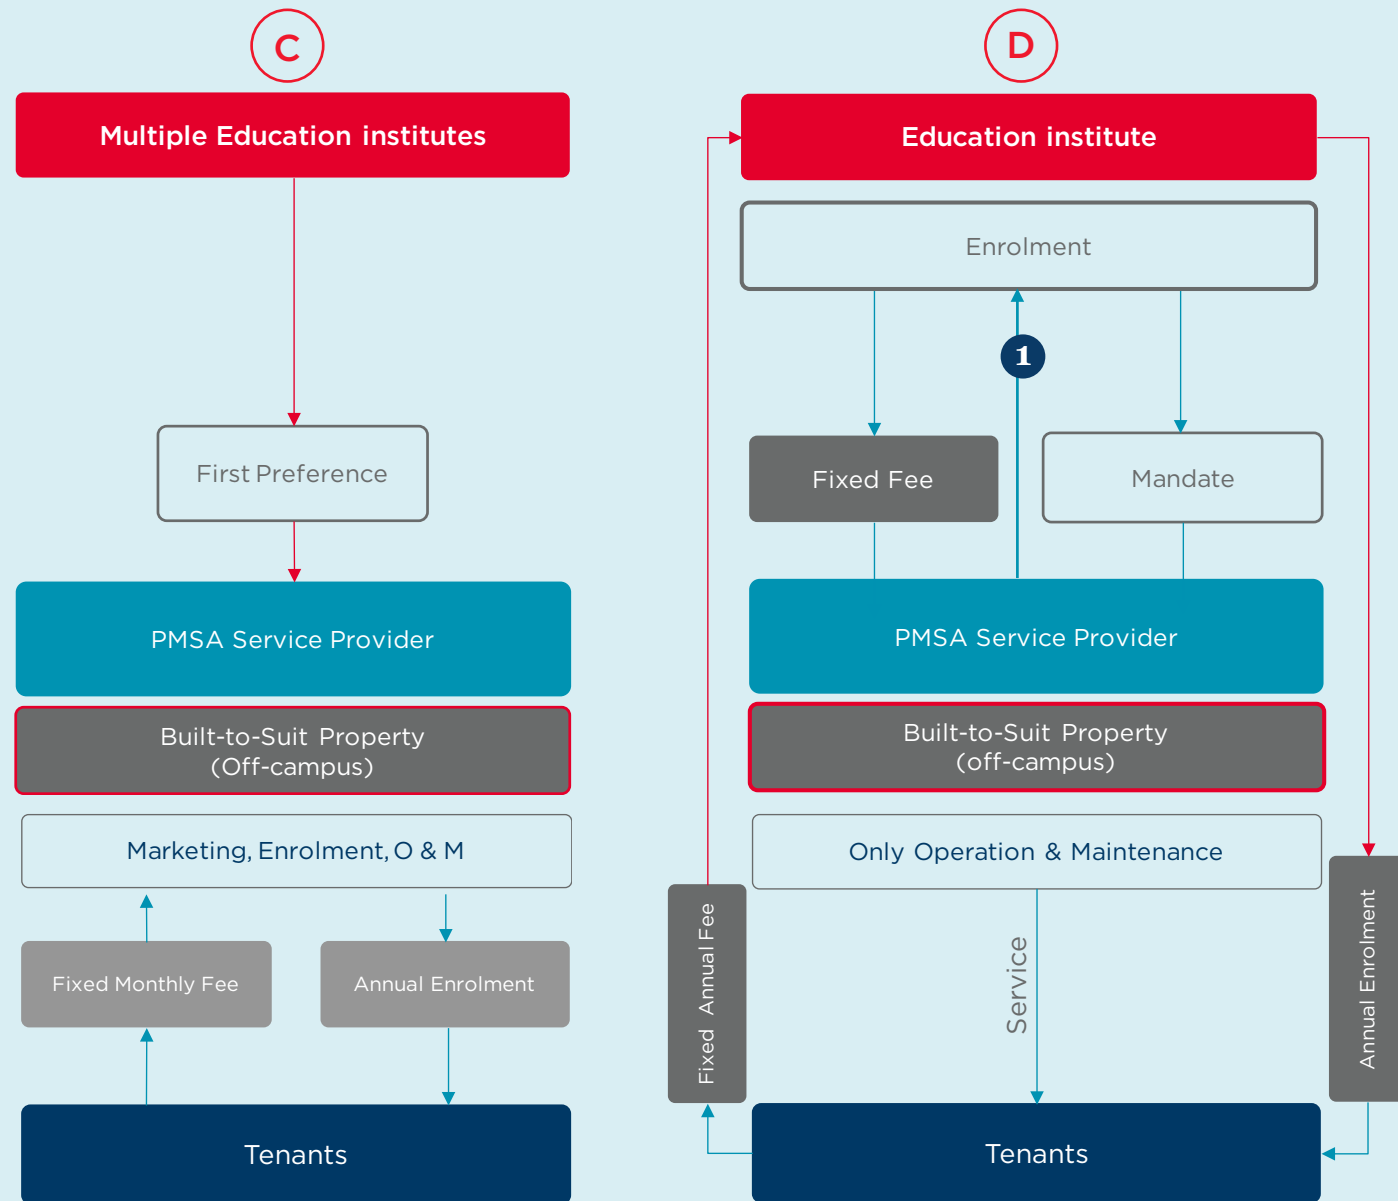 C
Multiple Education institutes
First Preference
PMSA Service Provider
Built-to-Suit Property
(Off-campus)
Marketing, Enrolment, O & M
Fixed Monthly Fee
Annual Enrolment
Tenants
D
Education institute
Enrolment
1
Fixed Fee
Mandate
PMSA Service Provider
Built-to-Suit Property
(off-campus)
Only Operation & Maintenance
Fixed Annual Fee
Service
Annual Enrolment
Tenants